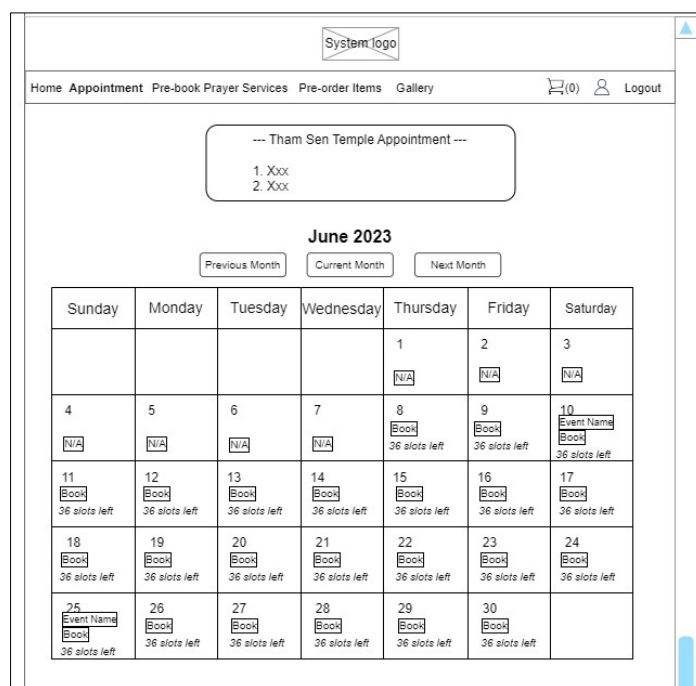 System logo
Home Appointment Pre-book Prayer Services Pre-order Items Gallery (0) Logout
--- Tham Sen Temple Appointment ---
1. Xxx
2. Xxx
June 2023
Previous Month Current Month Next Month
Sunday Monday Tuesday Wednesday Thursday Friday Saturday
1 2 3
N/A N/A N/A
4 5 6 7 8 9 10
Event Name
N/A N/A N/A N/A Book Book Book
36 slots left 36 slots left 36 slots left
11 12 13 14 15 16 17
Book Book Book Book Book Book Book
36 slots left 36 slots left 36 slots left 36 slots left 36 slots left 36 slots left 36 slots left
18 19 20 21 22 23 24
Book Book Book Book Book Book Book
36 slots left 36 slots left 36 slots left 36 slots left 36 slots left 36 slots left 36 slots left
25 26 27 28 29 30
Event Name
Book Book Book Book Book Book
36 slots left 36 slots left 36 slots left 36 slots left 36 slots left 36 slots left